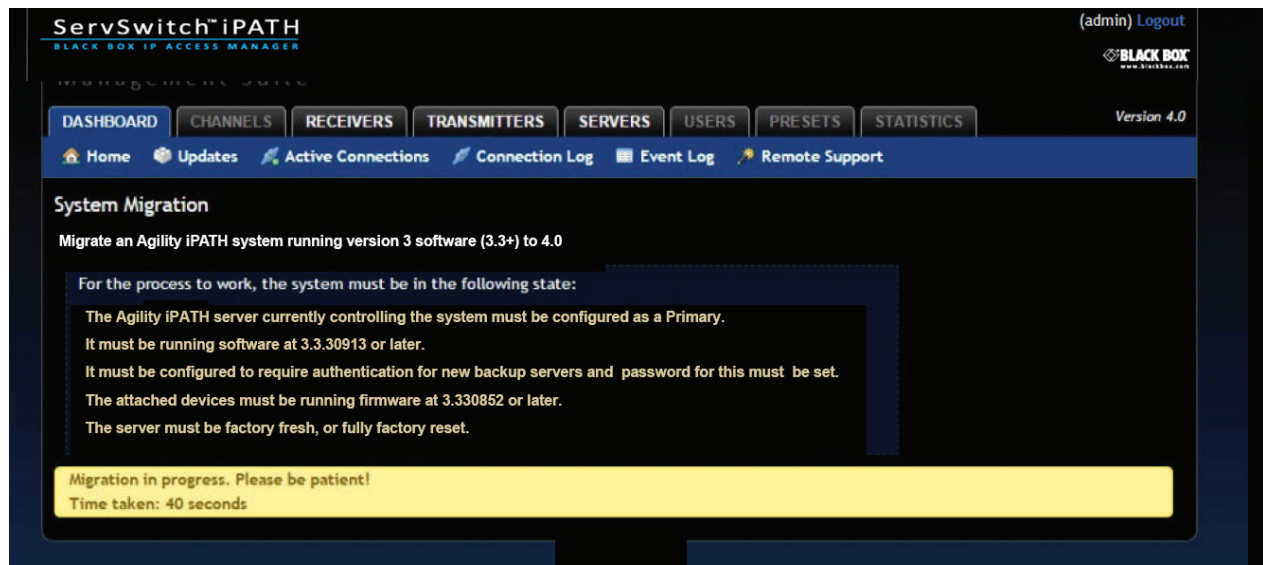 ServSwitch™ iPATH
BLACK BOX IP ACCESS MANAGER
(admin) Logout
BLACK BOX
www.blackbox.com
Management Suite
DASHBOARD CHANNELS RECEIVERS TRANSMITTERS SERVERS USERS PRESETS STATISTICS Version 4.0
Home Updates Active Connections Connection Log Event Log Remote Support
System Migration
Migrate an Agility iPATH system running version 3 software (3.3+) to 4.0
For the process to work, the system must be in the following state:
The Agility iPATH server currently controlling the system must be configured as a Primary.
It must be running software at 3.3.30913 or later.
It must be configured to require authentication for new backup servers and password for this must be set.
The attached devices must be running firmware at 3.330852 or later.
The server must be factory fresh, or fully factory reset.
Migration in progress. Please be patient!
Time taken: 40 seconds